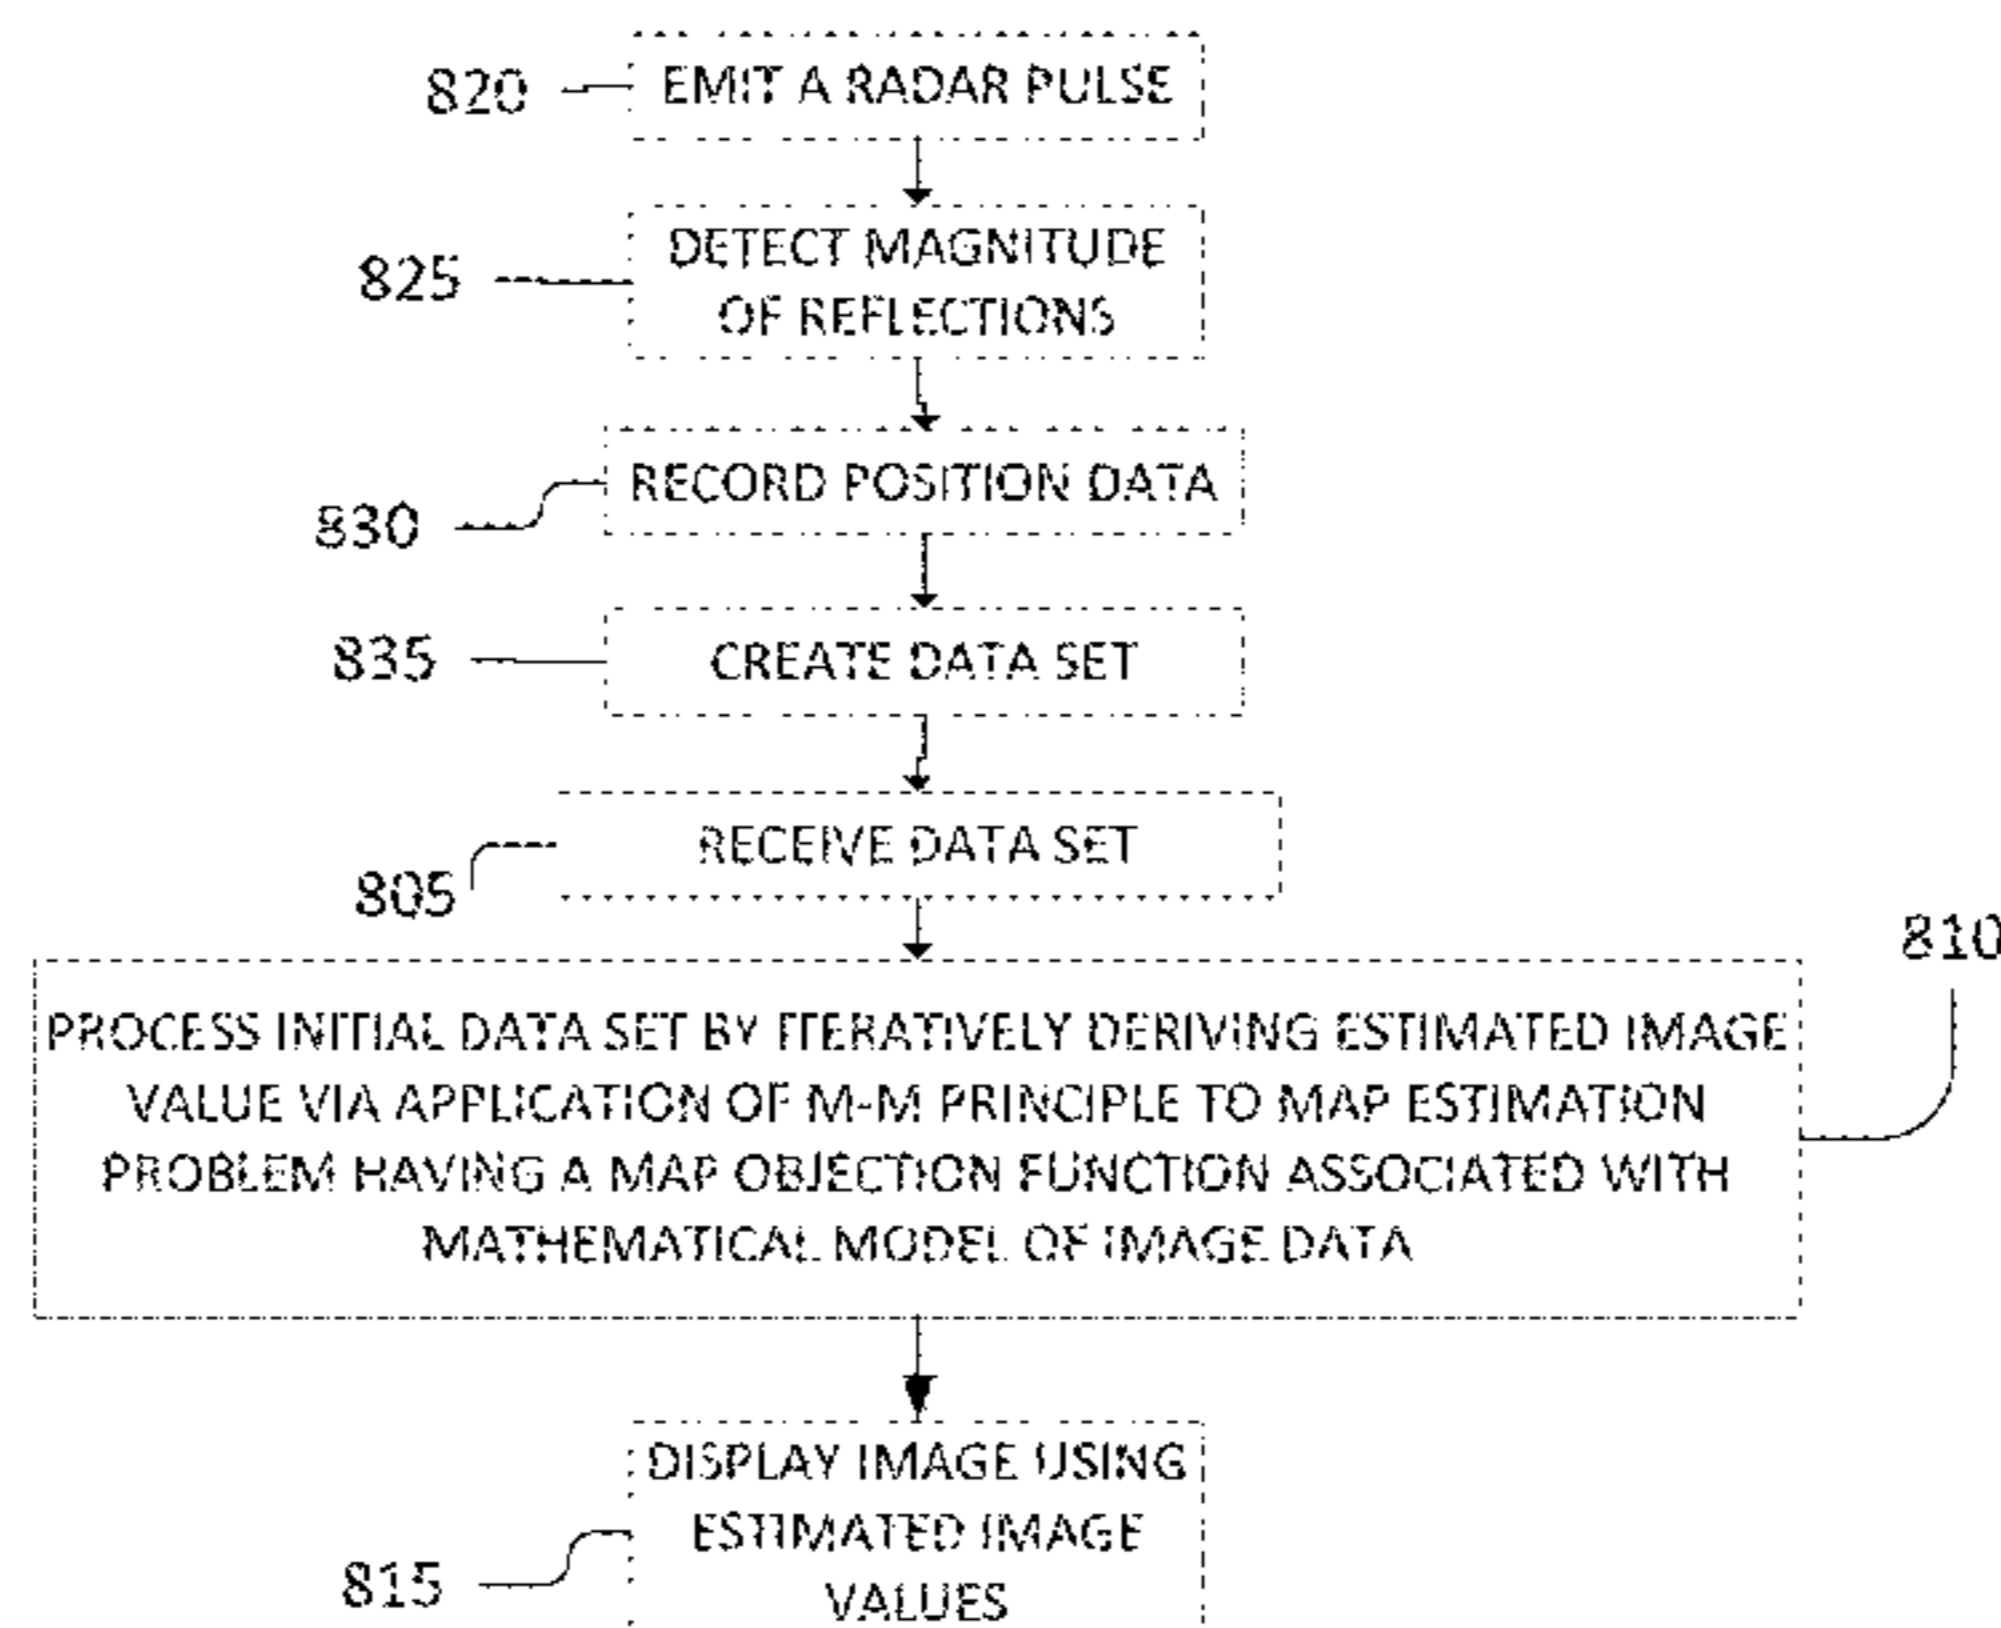 820
EMIT A RADAR PULSE
825
DETECT MAGNITUDE
OF REFLECTIONS
830
RECORD POSITION DATA
835
CREATE DATA SET
805
RECEIVE DATA SET
810
PROCESS INITIAL DATA SET BY ITERATIVELY DERIVING ESTIMATED IMAGE
VALUE VIA APPLICATION OF M-M PRINCIPLE TO MAP ESTIMATION
PROBLEM HAVING A MAP OBJECTION FUNCTION ASSOCIATED WITH
MATHEMATICAL MODEL OF IMAGE DATA
815
DISPLAY IMAGE USING
ESTIMATED IMAGE
VALUES